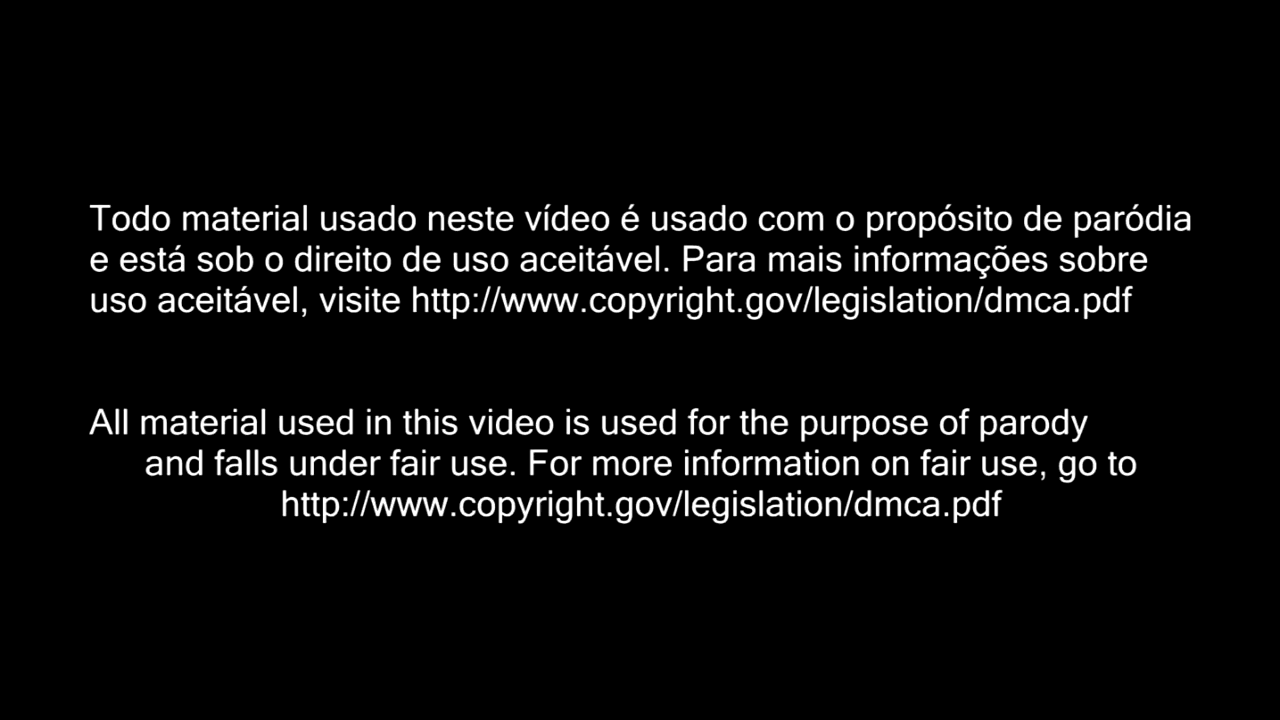 Todo material usado neste vídeo é usado com o propósito de paródia
e está sob o direito de uso aceitável. Para mais informações sobre
uso aceitável, visite http://www.copyright.gov/legislation/dmca.pdf
All material used in this video is used for the purpose of parody
and falls under fair use. For more information on fair use, go to
http://www.copyright.gov/legislation/dmca.pdf